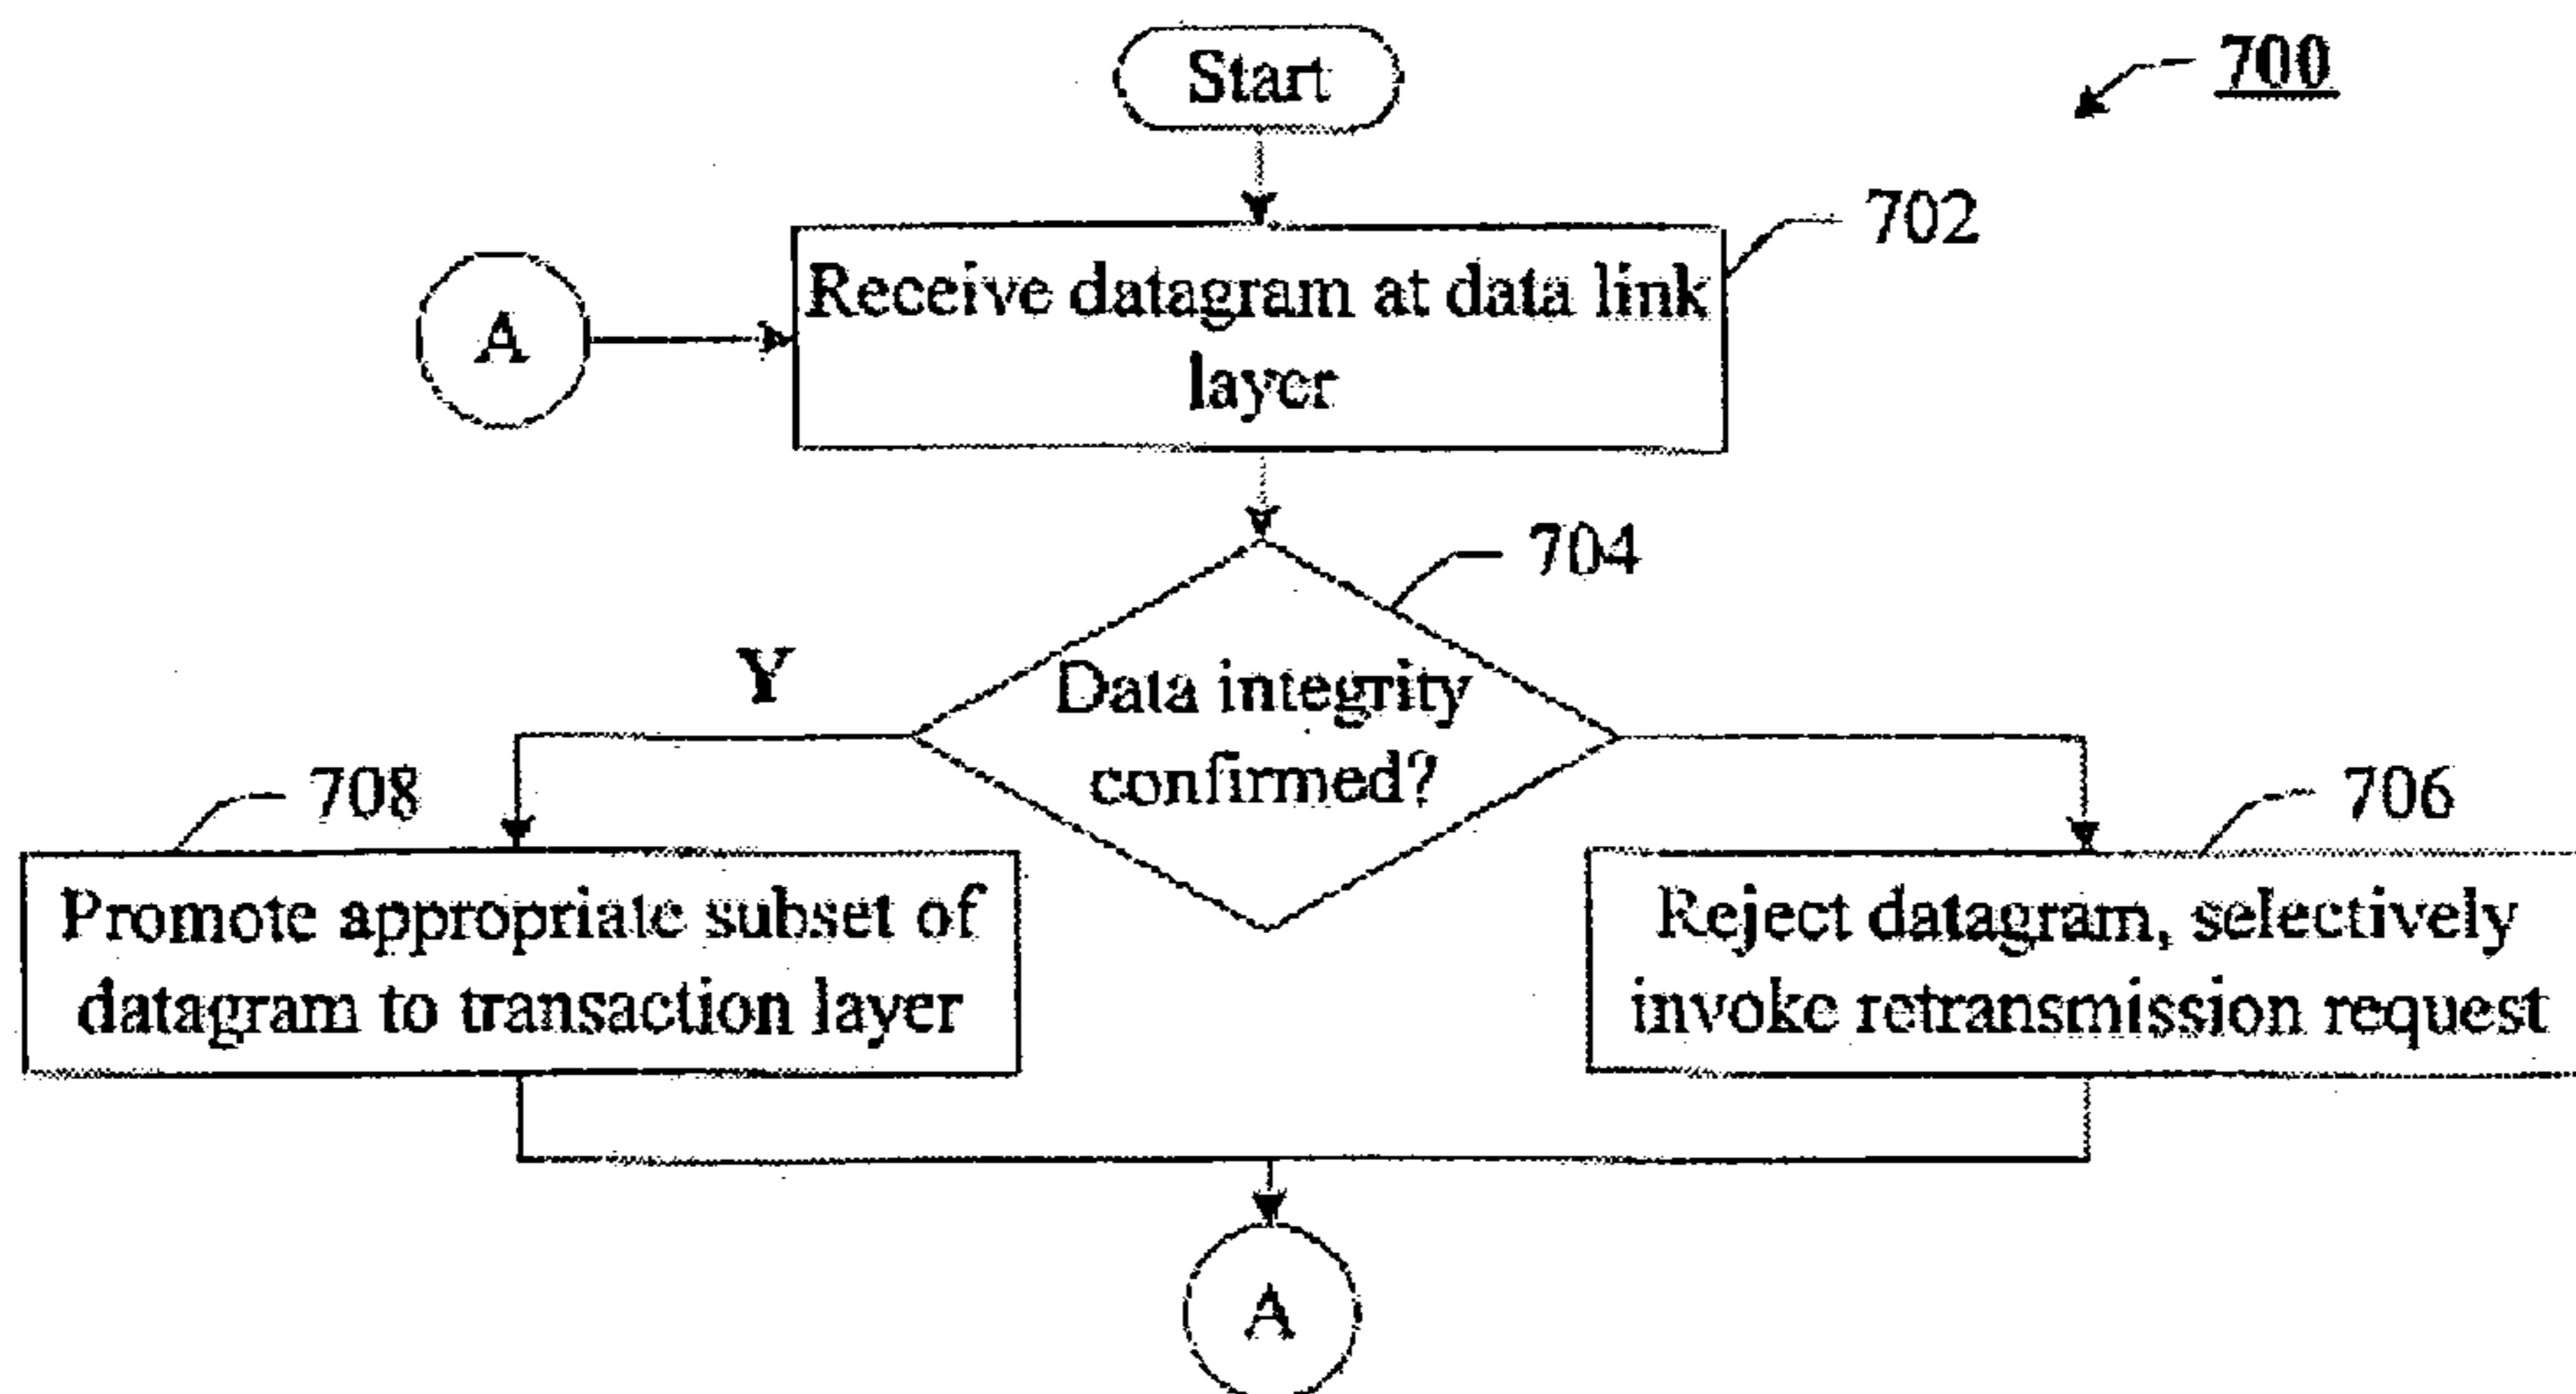 Start
700
702
A
Receive datagram at data link
layer
704
Y
Data integrity
confirmed?
708
706
Promote appropriate subset of
datagram to transaction layer
Reject datagram, selectively
invoke retransmission request
A